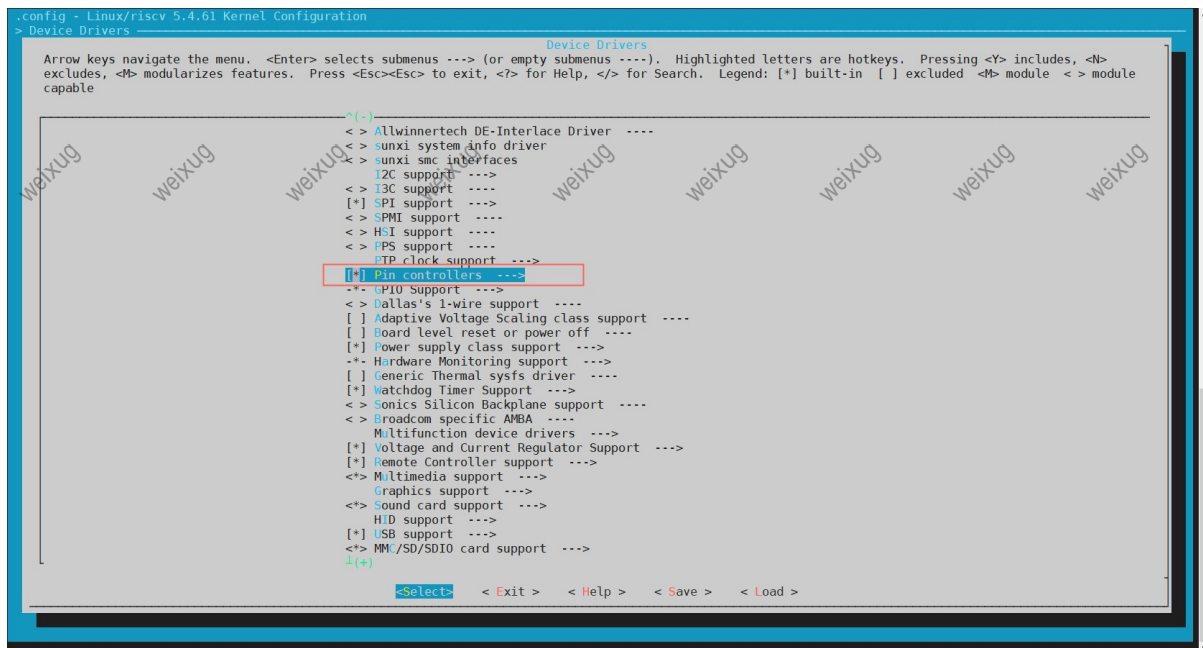 .config - Linux/riscv 5.4.61 Kernel Configuration
> Device Drivers
Device Drivers
Arrow keys navigate the menu. <Enter> selects submenus ---> (or empty submenus ----). Highlighted letters are hotkeys. Pressing <Y> includes, <N>
excludes, <M> modularizes features. Press <Esc><Esc> to exit, <?> for Help, </> for Search. Legend: [*] built-in [ ] excluded <M> module < > module
capable
^(-)
< > Allwinnertech DE-Interlace Driver ----
< > sunxi system info driver
< > sunxi smc interfaces
I2C support --->
< > I3C support ----
[*] SPI support --->
< > SPMI support ----
< > HSI support ----
< > PPS support ----
PTP clock support --->
[*] Pin controllers --->
-*- GPIO Support --->
< > Dallas's 1-wire support ----
[ ] Adaptive Voltage Scaling class support ----
[ ] Board level reset or power off ----
[*] Power supply class support --->
-*- Hardware Monitoring support --->
[ ] Generic Thermal sysfs driver ----
[*] Watchdog Timer Support --->
< > Sonics Silicon Backplane support ----
< > Broadcom specific AMBA ----
Multifunction device drivers --->
[*] Voltage and Current Regulator Support --->
[*] Remote Controller support --->
<*> Multimedia support --->
Graphics support --->
<*> Sound card support --->
HID support --->
[*] USB support --->
<*> MMC/SD/SDIO card support --->
┴(+)
<Select> < Exit > < Help > < Save > < Load >
weixug weixug weixug weixug weixug weixug weixug weixug weixug